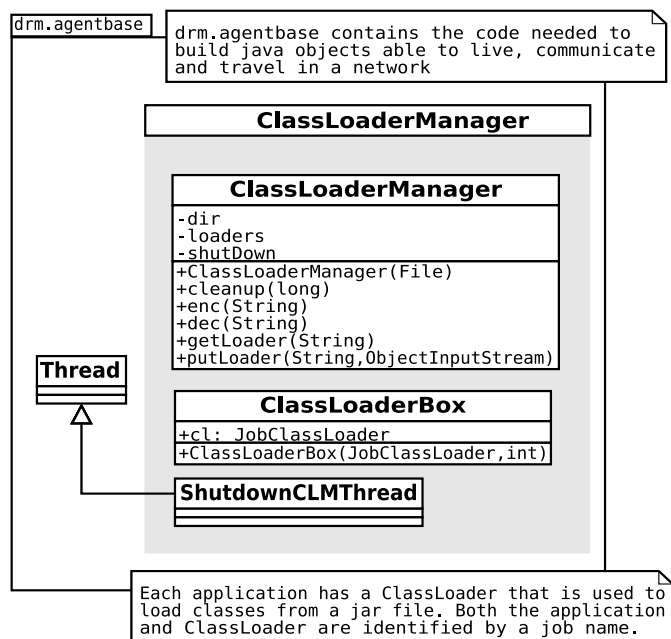 drm.agentbase
drm.agentbase contains the code needed to
build java objects able to live, communicate
and travel in a network
ClassLoaderManager
ClassLoaderManager
-dir
-loaders
-shutDown
+ClassLoaderManager(File)
+cleanup(long)
+enc(String)
+dec(String)
+getLoader(String)
+putLoader(String,ObjectInputStream)
Thread
ClassLoaderBox
+cl: JobClassLoader
+ClassLoaderBox(JobClassLoader,int)
ShutdownCLMThread
Each application has a ClassLoader that is used to
load classes from a jar file. Both the application
and ClassLoader are identified by a job name.